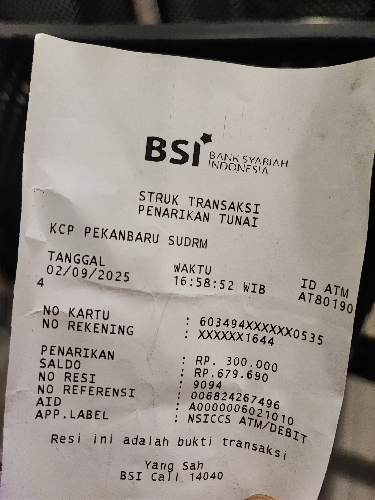 BSI BANK SYARIAH
INDONESIA
STRUK TRANSAKSI
PENARIKAN TUNAI
KCP PEKANBARU SUDRM
TANGGAL WAKTU ID ATM
02/09/2025 16:58:52 WIB AT80190
4
NO KARTU : 603494XXXXXX0535
NO REKENING : XXXXXX1644
PENARIKAN : RP. 300.000
SALDO : RP.679.690
NO RESI : 9094
NO REFERENSI : 006824267496
AID : A0000006021010
APP.LABEL : NSICCS ATM/DEBIT
Resi ini adalah bukti transaksi
Yang Sah
BSI Call 14040